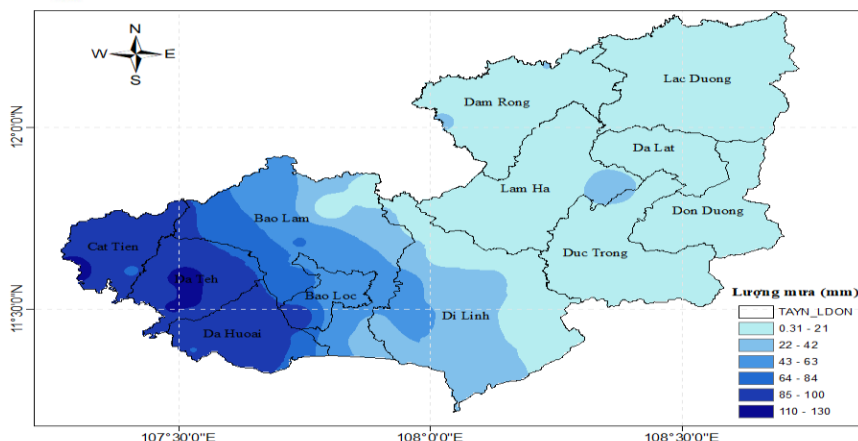 N
W E
S
Lac Duong
Dam Rong
12°0'0"N
Da Lat
Lam Ha
Bao Lam
Don Duong
Cat Tien
Duc Trong
Da Teh
Bao Loc
11°30'0"N
Di Linh
Da Huoai
Lượng mưa (mm)
TAYN_LDON
0.31 - 21
22 - 42
43 - 63
64 - 84
85 - 100
110 - 130
107°30'0"E 108°0'0"E 108°30'0"E